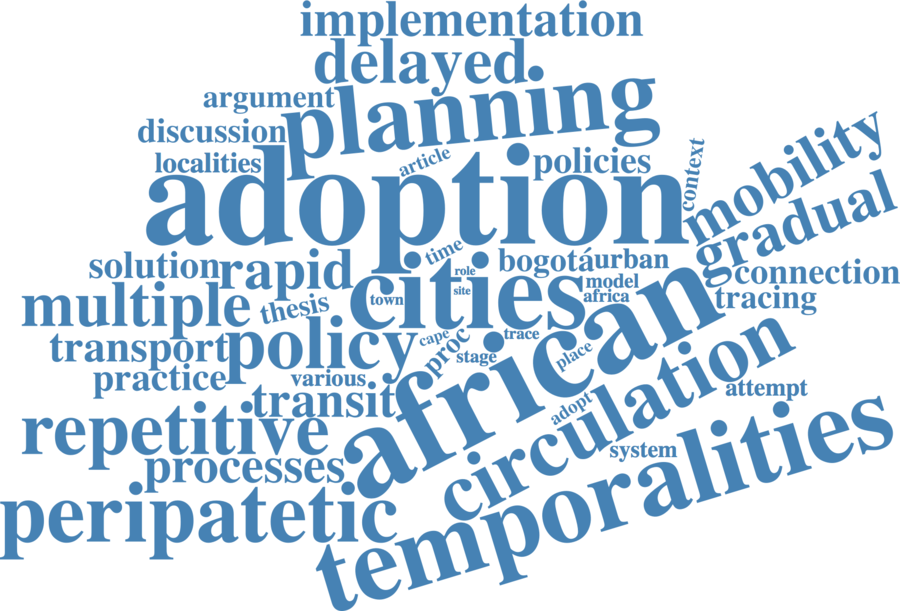 implementation
delayed
argument
planning
discussion
localities
article
policies
context
adoption
mobility
gradual
time
bogotá
urban
connection
solution
rapid
role
cities
model
multiple
thesis
town
site
africa
tracing
african
transport
policy
cape
proc
trace
stage
place
practice
various
transit
circulation
attempt
repetitive
adopt
processes
system
peripatetic
temporalities